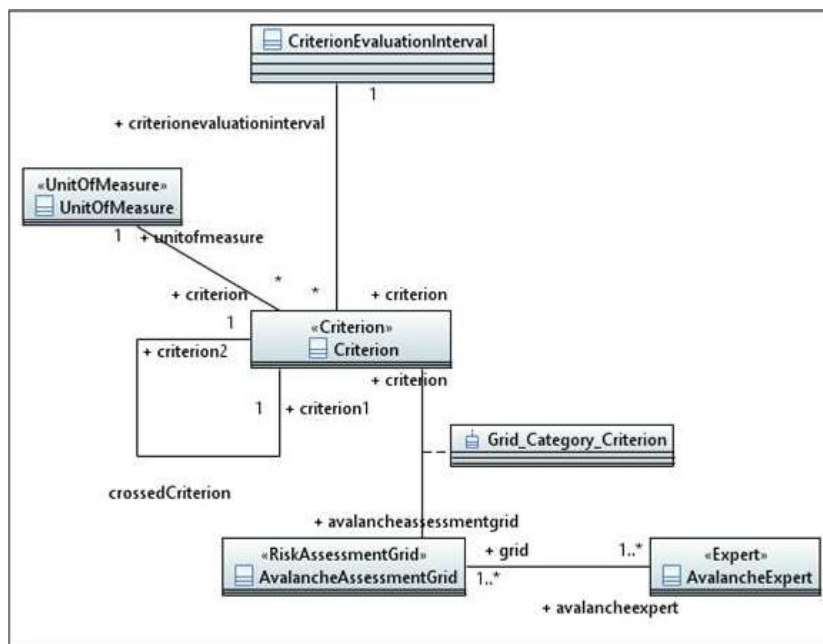 CriterionEvaluationInterval
1
+ criterionevaluationinterval
«UnitOfMeasure»
UnitOfMeasure
1
+ unitofmeasure
*
*
+ criterion
+ criterion
1
«Criterion»
Criterion
+ criterion2
+ criterion
1
+ criterion1
Grid_Category_Criterion
crossedCriterion
+ avalancheassessmentgrid
«RiskAssessmentGrid»
AvalancheAssessmentGrid
+ grid
1..*
1..*
«Expert»
AvalancheExpert
+ avalancheexpert